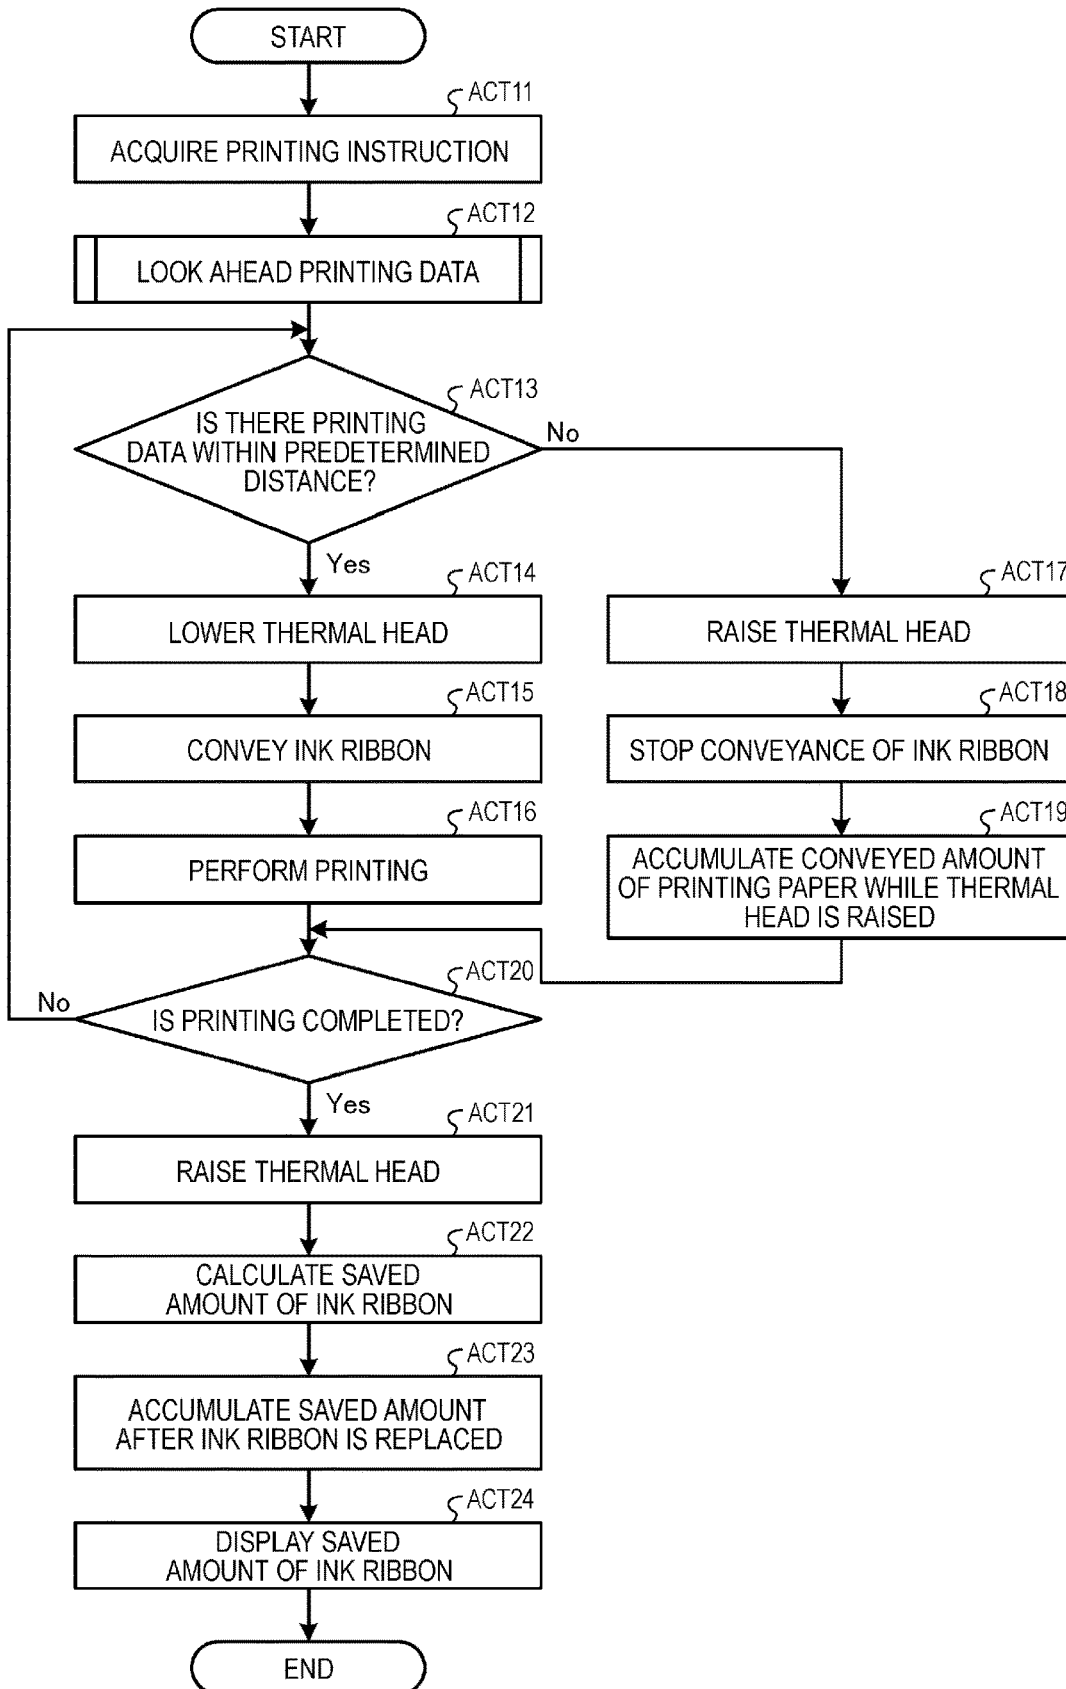 START
ACT11
ACQUIRE PRINTING INSTRUCTION
ACT12
LOOK AHEAD PRINTING DATA
ACT13
IS THERE PRINTING
DATA WITHIN PREDETERMINED
DISTANCE?
No
Yes
ACT14
LOWER THERMAL HEAD
ACT17
RAISE THERMAL HEAD
ACT15
CONVEY INK RIBBON
ACT18
STOP CONVEYANCE OF INK RIBBON
ACT16
PERFORM PRINTING
ACT19
ACCUMULATE CONVEYED AMOUNT
OF PRINTING PAPER WHILE THERMAL
HEAD IS RAISED
ACT20
No
IS PRINTING COMPLETED?
Yes
ACT21
RAISE THERMAL HEAD
ACT22
CALCULATE SAVED
AMOUNT OF INK RIBBON
ACT23
ACCUMULATE SAVED AMOUNT
AFTER INK RIBBON IS REPLACED
ACT24
DISPLAY SAVED
AMOUNT OF INK RIBBON
END